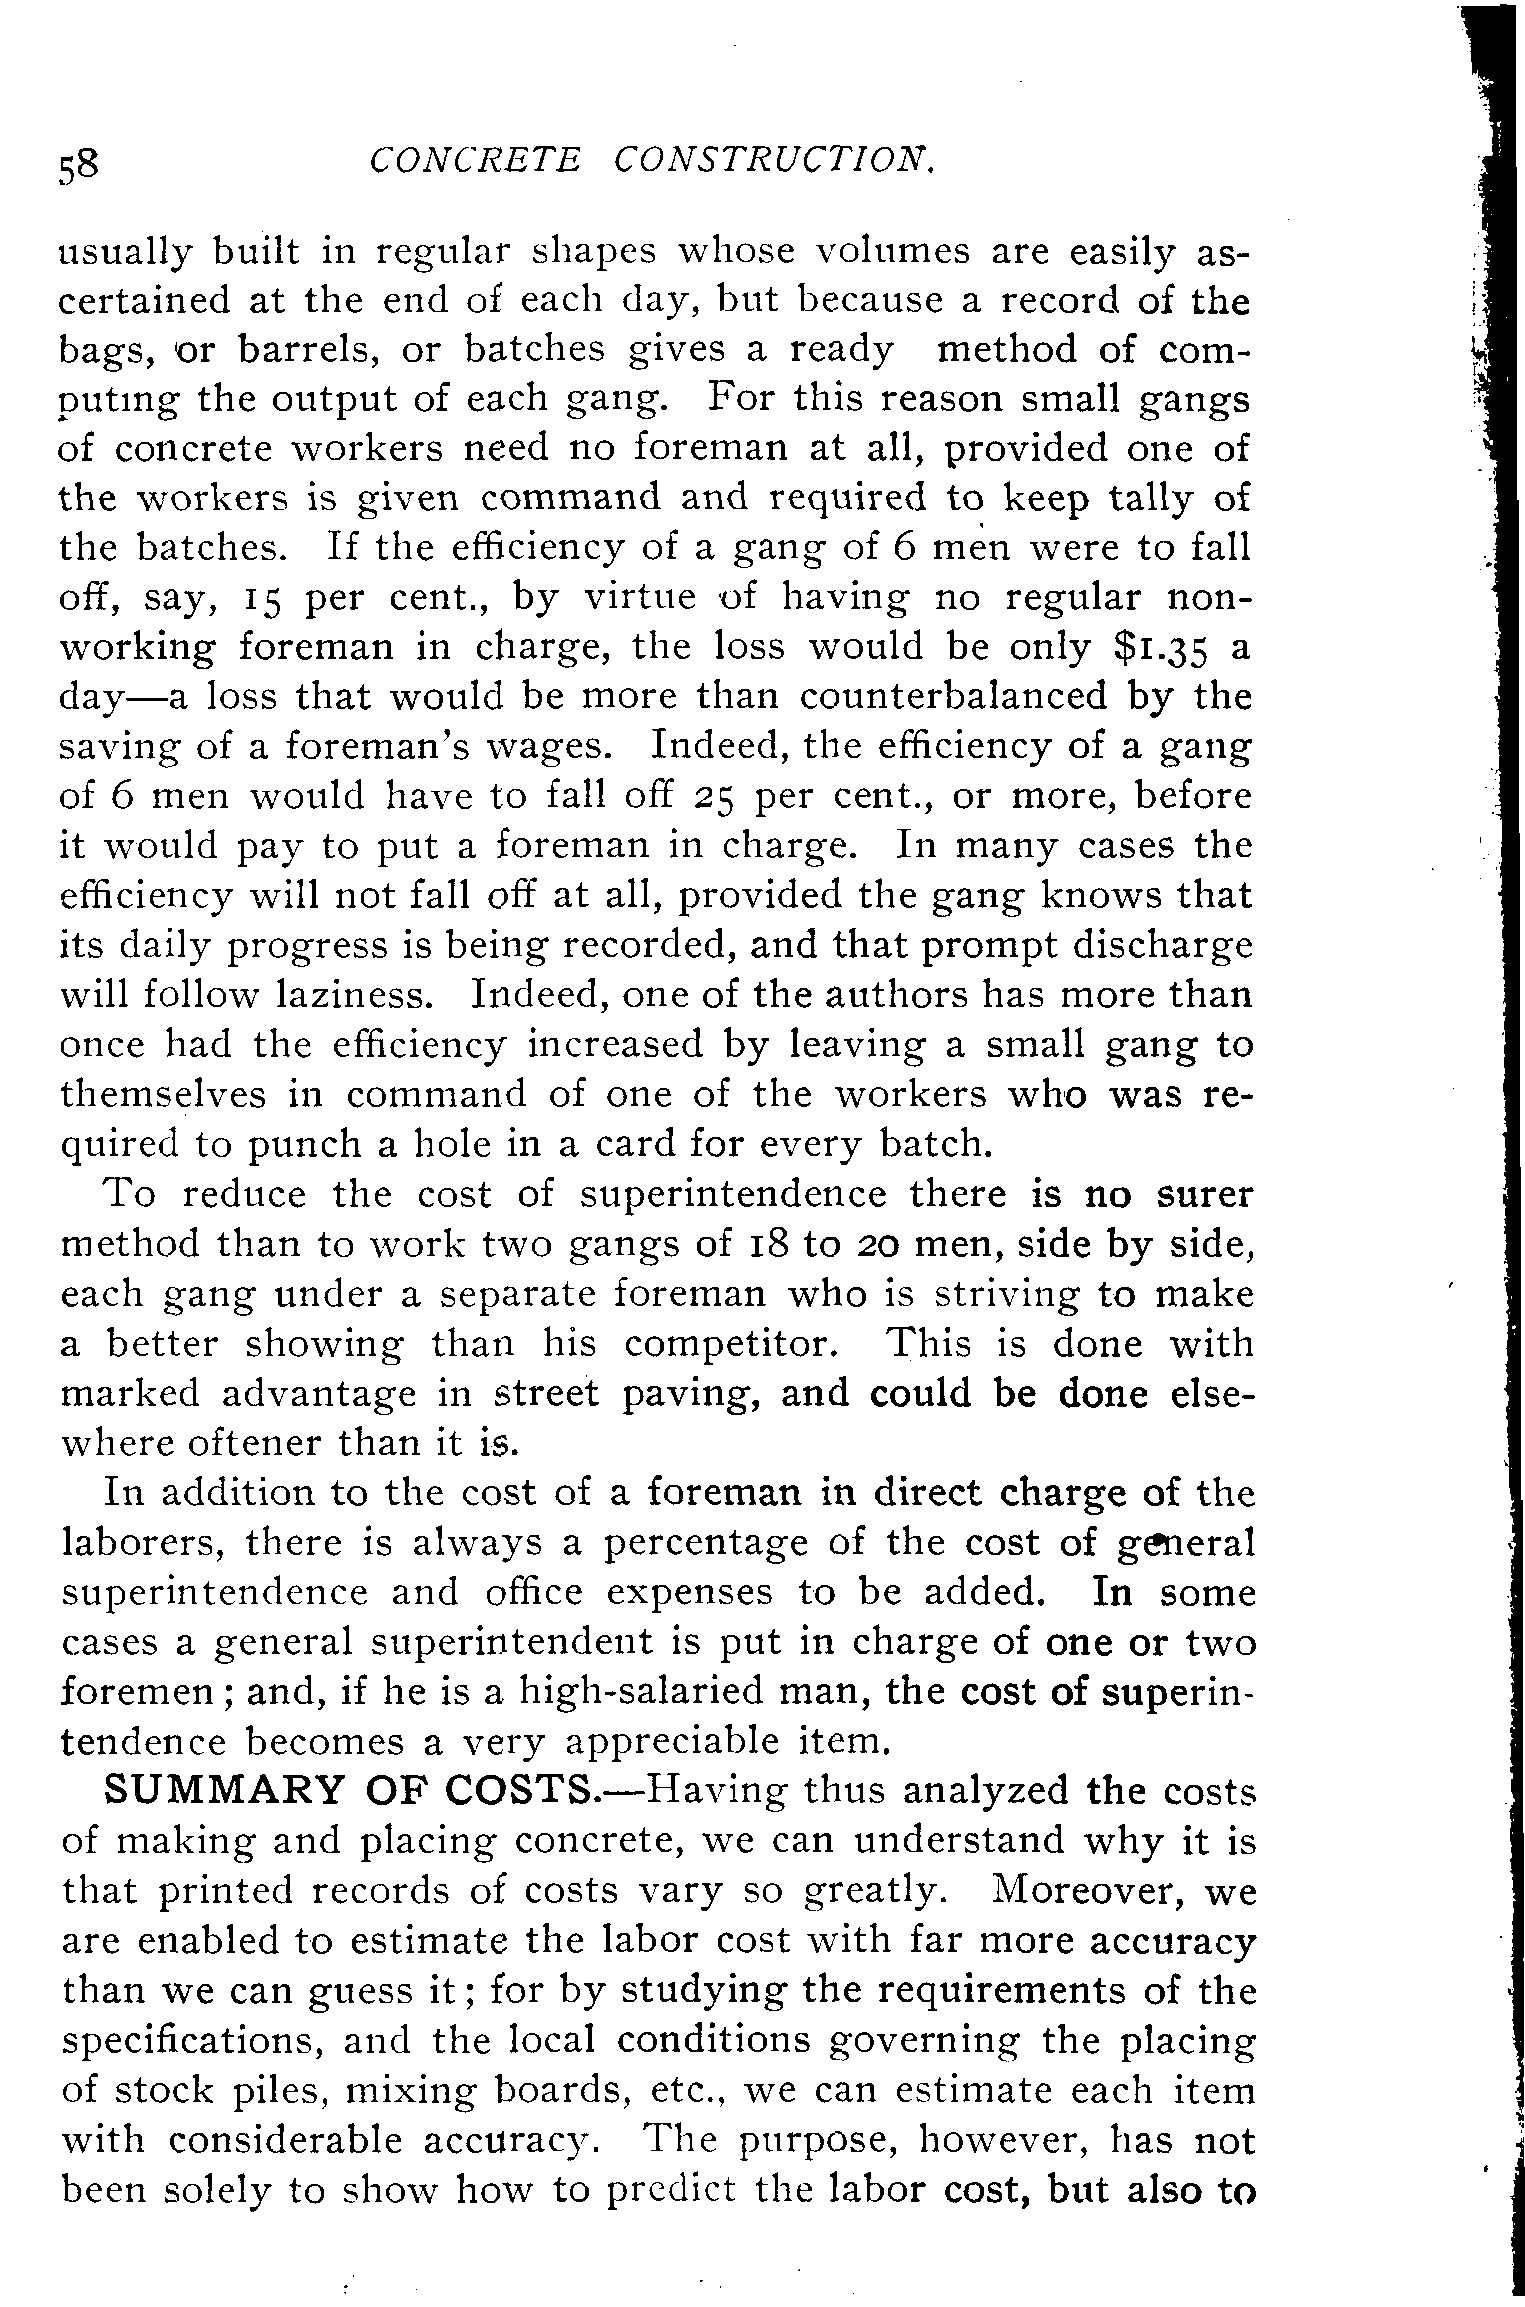 58 CONCRETE CONSTRUCTION.
usually built in regular shapes whose volumes are easily as-
certained at the end of each day, but because a record of the
bags, or barrels, or batches gives a ready method of com-
puting the output of each gang. For this reason small gangs
of concrete workers need no foreman at all, provided one of
the workers is given command and required to keep tally of
the batches. If the efficiency of a gang of 6 men were to fall
off, say, 15 per cent., by virtue of having no regular non-
working foreman in charge, the loss would be only $1.35 a
day—a loss that would be more than counterbalanced by the
saving of a foreman's wages. Indeed, the efficiency of a gang
of 6 men would have to fall off 25 per cent., or more, before
it would pay to put a foreman in charge. In many cases the
efficiency will not fall off at all, provided the gang knows that
its daily progress is being recorded, and that prompt discharge
will follow laziness. Indeed, one of the authors has more than
once had the efficiency increased by leaving a small gang to
themselves in command of one of the workers who was re-
quired to punch a hole in a card for every batch.
To reduce the cost of superintendence there is no surer
method than to work two gangs of 18 to 20 men, side by side,
each gang under a separate foreman who is striving to make
a better showing than his competitor. This is done with
marked advantage in street paving, and could be done else-
where oftener than it is.
In addition to the cost of a foreman in direct charge of the
laborers, there is always a percentage of the cost of general
superintendence and office expenses to be added. In some
cases a general superintendent is put in charge of one or two
foremen; and, if he is a high-salaried man, the cost of superin-
tendence becomes a very appreciable item.
SUMMARY OF COSTS.—Having thus analyzed the costs
of making and placing concrete, we can understand why it is
that printed records of costs vary so greatly. Moreover, we
are enabled to estimate the labor cost with far more accuracy
than we can guess it; for by studying the requirements of the
specifications, and the local conditions governing the placing
of stock piles, mixing boards, etc., we can estimate each item
with considerable accuracy. The purpose, however, has not
been solely to show how to predict the labor cost, but also to